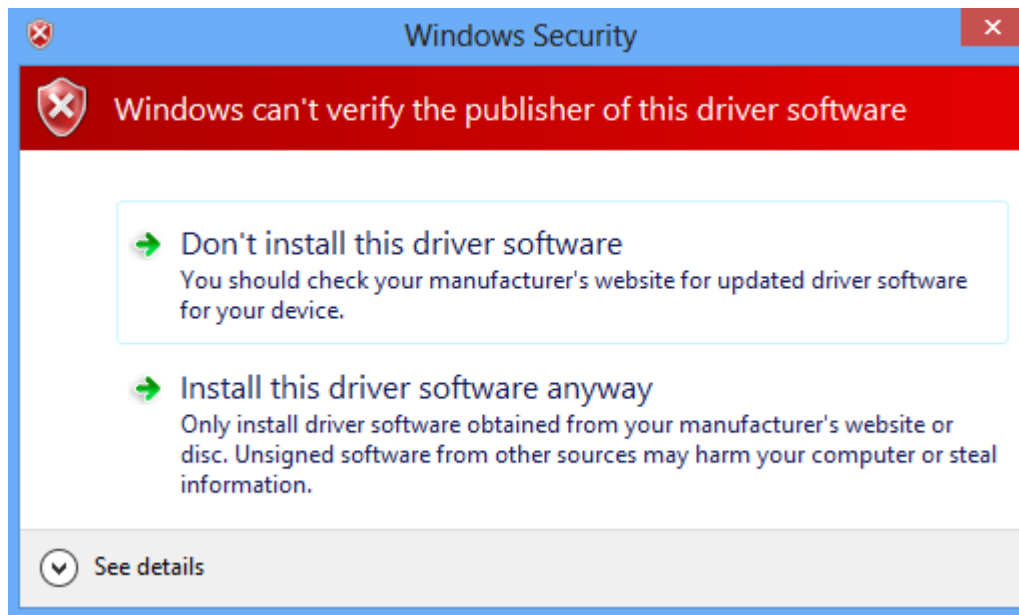 Windows Security
Windows can't verify the publisher of this driver software
Don't install this driver software
You should check your manufacturer's website for updated driver software
for your device.
Install this driver software anyway
Only install driver software obtained from your manufacturer's website or
disc. Unsigned software from other sources may harm your computer or steal
information.
See details